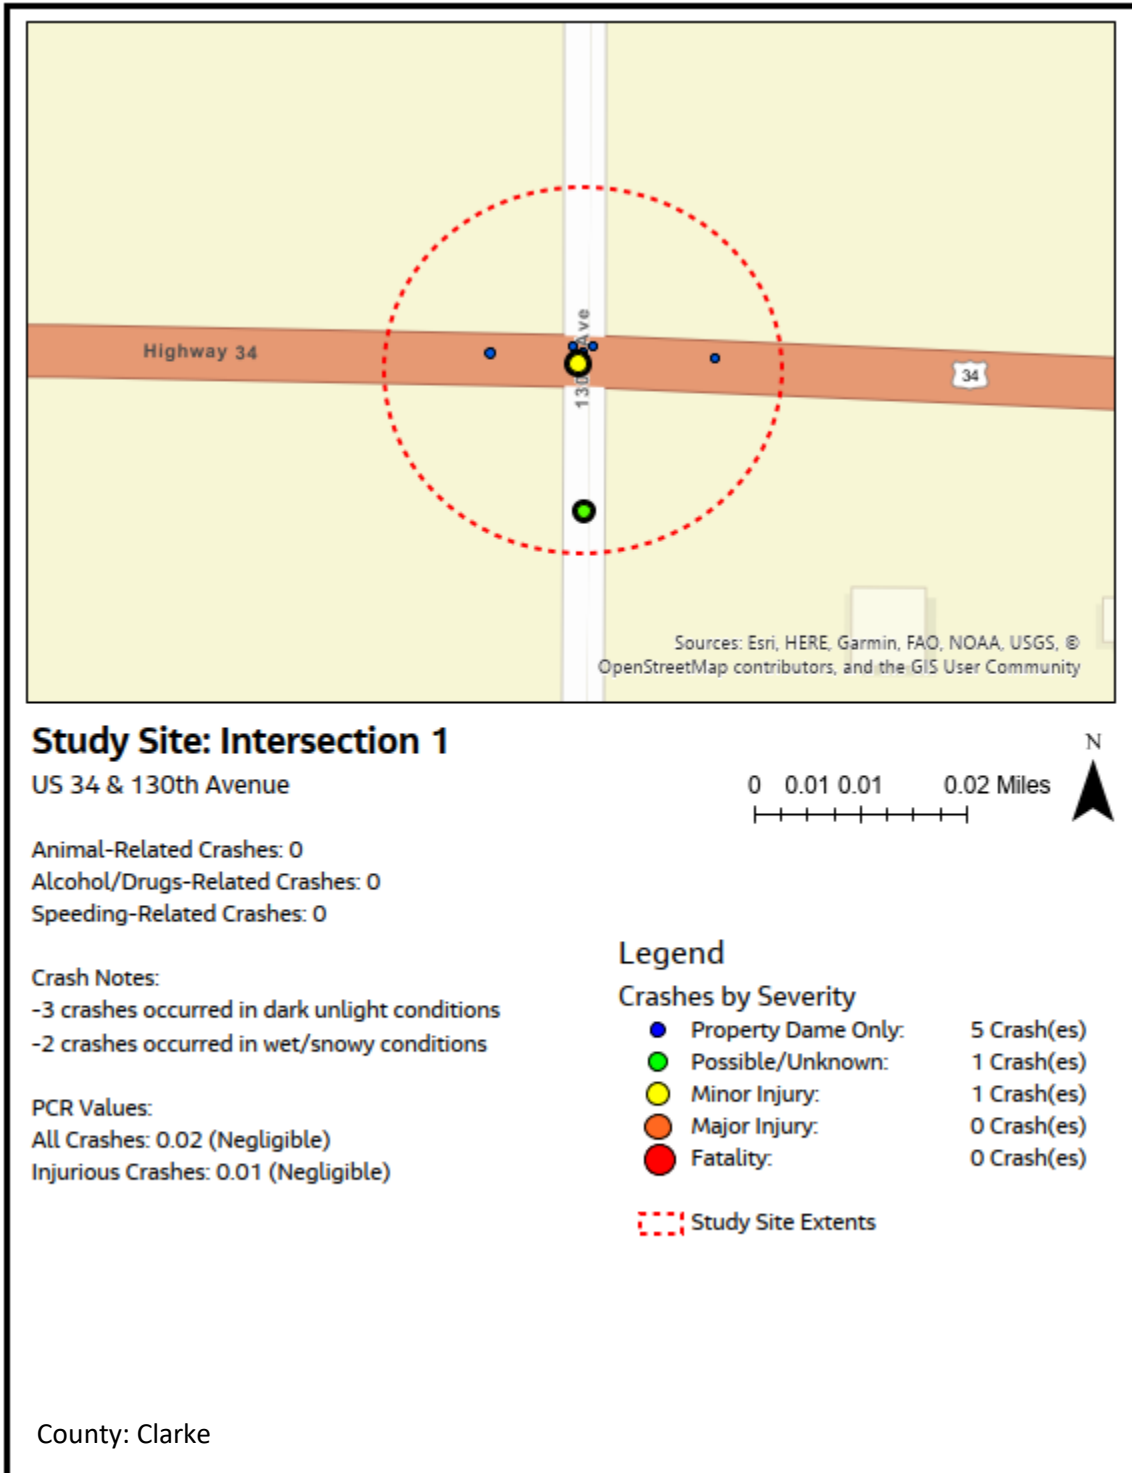 Highway 34
130 Ave
34
Sources: Esri, HERE, Garmin, FAO, NOAA, USGS, ©
OpenStreetMap contributors, and the GIS User Community
Study Site: Intersection 1
US 34 & 130th Avenue
N
0 0.01 0.01 0.02 Miles
Animal-Related Crashes: 0
Alcohol/Drugs-Related Crashes: 0
Speeding-Related Crashes: 0
Crash Notes:
-3 crashes occurred in dark unlight conditions
-2 crashes occurred in wet/snowy conditions
PCR Values:
All Crashes: 0.02 (Negligible)
Injurious Crashes: 0.01 (Negligible)
Legend
Crashes by Severity
Property Dame Only: 5 Crash(es)
Possible/Unknown: 1 Crash(es)
Minor Injury: 1 Crash(es)
Major Injury: 0 Crash(es)
Fatality: 0 Crash(es)
Study Site Extents
County: Clarke